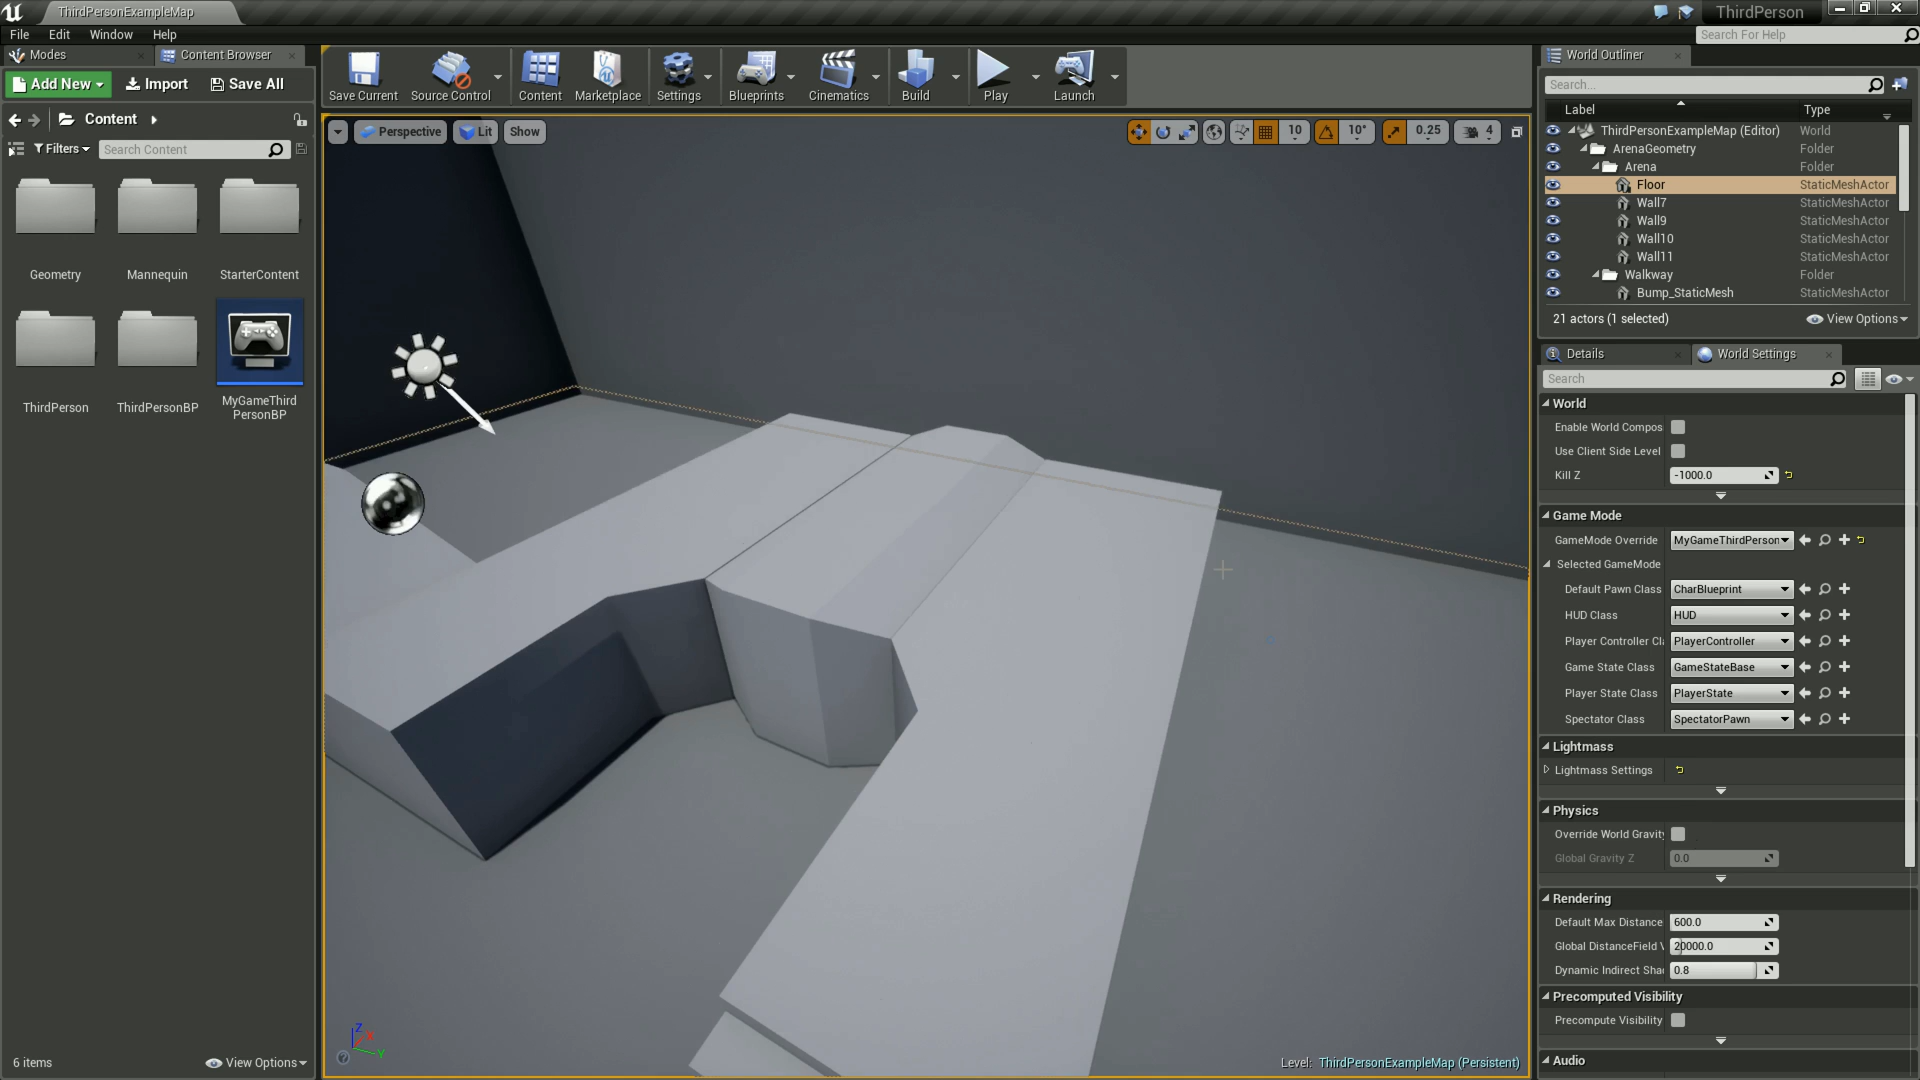 ThirdPersonExampleMap
ThirdPerson
File Edit Window Help
Search For Help
Modes
Content Browser
Add New
Import
Save All
Content
Filters
Search Content
Geometry
Mannequin
StarterContent
ThirdPerson
ThirdPersonBP
MyGameThird
PersonBP
6 items
View Options
Save Current
Source Control
Content
Marketplace
Settings
Blueprints
Cinematics
Build
Play
Launch
Perspective
Lit
Show
10
10°
0.25
4
Z
X
Y
Level: ThirdPersonExampleMap (Persistent)
World Outliner
Search...
Label Type
ThirdPersonExampleMap (Editor) World
ArenaGeometry Folder
Arena Folder
Floor StaticMeshActor
Wall7 StaticMeshActor
Wall9 StaticMeshActor
Wall10 StaticMeshActor
Wall11 StaticMeshActor
Walkway Folder
Bump_StaticMesh StaticMeshActor
21 actors (1 selected)
View Options
Details
World Settings
Search
World
Enable World Compos
Use Client Side Level
Kill Z -1000.0
Game Mode
GameMode Override MyGameThirdPerson
Selected GameMode
Default Pawn Class CharBlueprint
HUD Class HUD
Player Controller Cla PlayerController
Game State Class GameStateBase
Player State Class PlayerState
Spectator Class SpectatorPawn
Lightmass
Lightmass Settings
Physics
Override World Gravity
Global Gravity Z 0.0
Rendering
Default Max Distance 600.0
Global DistanceField V 20000.0
Dynamic Indirect Sha 0.8
Precomputed Visibility
Precompute Visibility
Audio